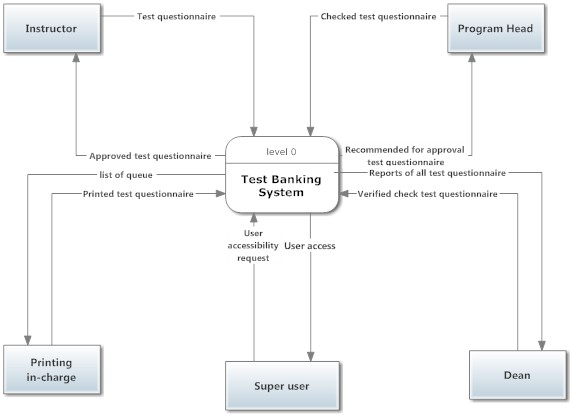 Instructor
Test questionnaire
Checked test questionnaire
Program Head
level 0
Test Banking
System
Approved test questionnaire
Recommended for approval
test questionnaire
list of queue
Reports of all test questionnaire
Printed test questionnaire
Verified check test questionnaire
User
accessibility
request
User access
Printing
in-charge
Super user
Dean